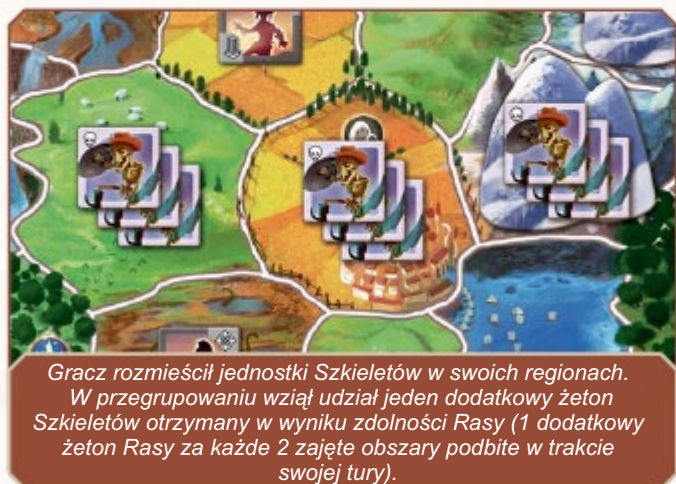 Gracz rozmieścił jednostki Szkieletów w swoich regionach.
W przegrupowaniu wziął udział jeden dodatkowy żeton
Szkieletów otrzymany w wyniku zdolności Rasy (1 dodatkowy
żeton Rasy za każde 2 zajęte obszary podbite w trakcie
swojej tury).